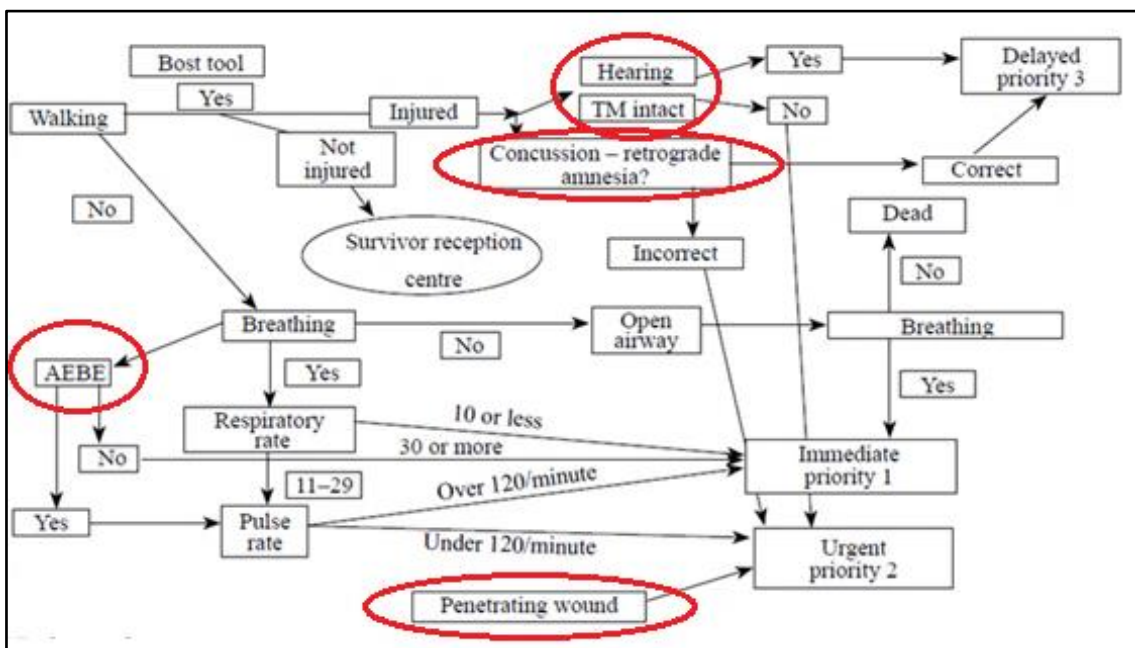 Bost tool
Yes
Walking
Injured
Not
injured
Hearing
TM intact
Yes
No
Delayed
priority 3
Concussion – retrograde
amnesia?
Correct
No
Survivor reception
centre
Incorrect
Dead
No
Breathing
No
Open
airway
Breathing
Yes
AEBE
Yes
Respiratory
rate
10 or less
No
30 or more
Immediate
priority 1
11–29
Over 120/minute
Yes
Pulse
rate
Under 120/minute
Urgent
priority 2
Penetrating wound